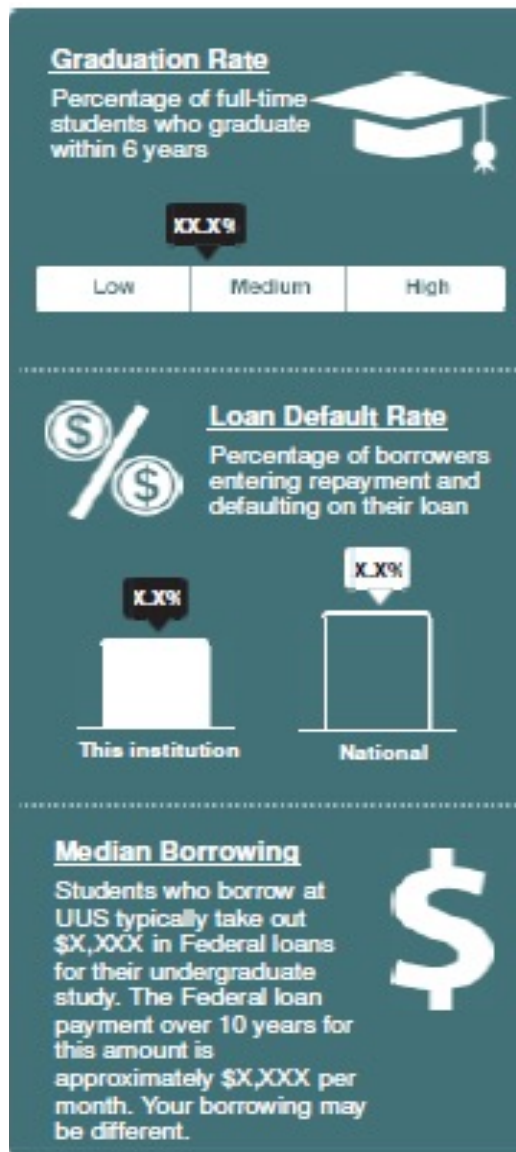 Graduation Rate
Percentage of full-time
students who graduate
within 6 years
XX.X%
Low Medium High
$
$
Loan Default Rate
Percentage of borrowers
entering repayment and
defaulting on their loan
X.X%
X.X%
This institution
National
Median Borrowing
Students who borrow at
UUS typically take out
$X,XXX in Federal loans
for their undergraduate
study. The Federal loan
payment over 10 years for
this amount is
approximately $X,XXX per
month. Your borrowing may
be different.
$